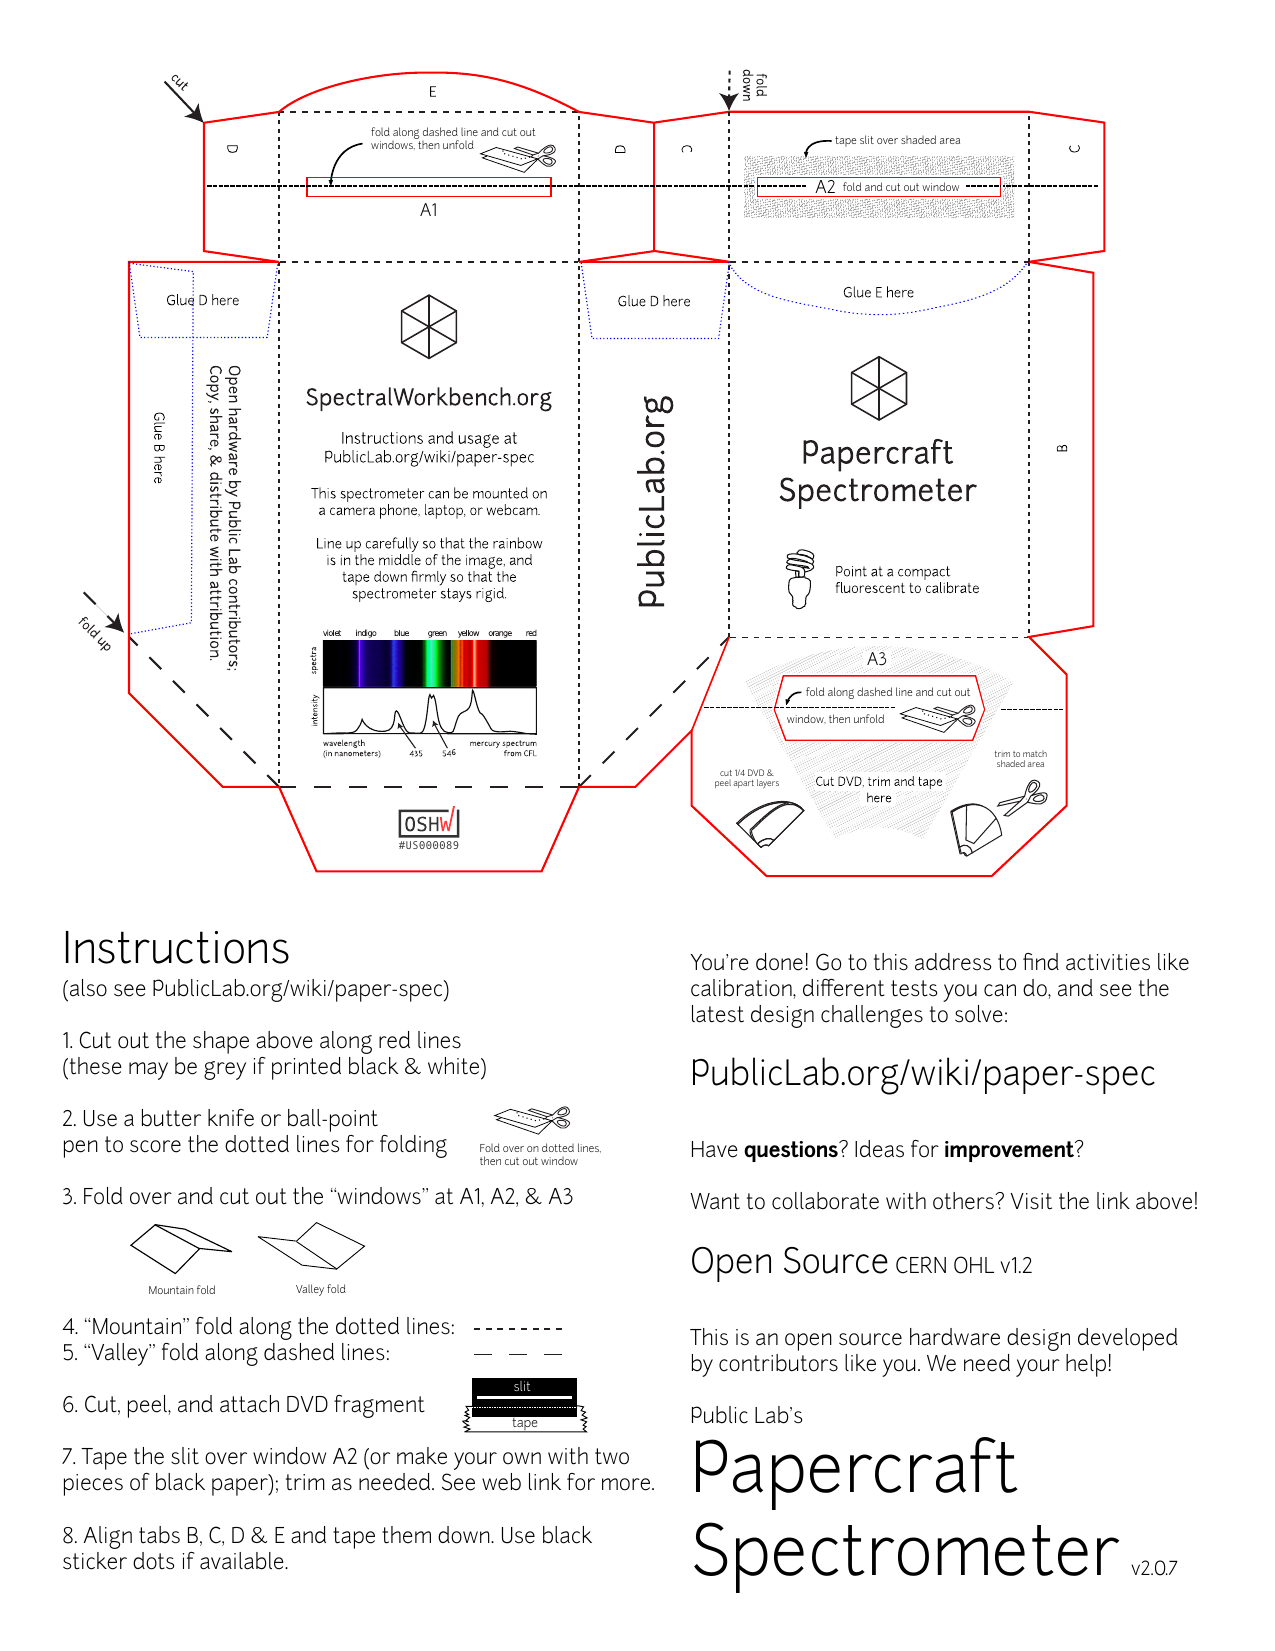 cut
fold
down
E
D
fold along dashed line and cut out
windows, then unfold
D
C
tape slit over shaded area
C
A2 fold and cut out window
A1
Glue D here
Glue D here
Glue E here
Glue B here
Open hardware by Public Lab contributors;
Copy, share, & distribute with attribution.
SpectralWorkbench.org
Instructions and usage at
PublicLab.org/wiki/paper-spec
This spectrometer can be mounted on
a camera phone, laptop, or webcam.
Line up carefully so that the rainbow
is in the middle of the image, and
tape down firmly so that the
spectrometer stays rigid.
violet indigo blue green yellow orange red
spectra
intensity
wavelength
(in nanometers)
435
546
mercury spectrum
from CFL
PublicLab.org
Papercraft
Spectrometer
B
Point at a compact
fluorescent to calibrate
fold up
A3
fold along dashed line and cut out
window, then unfold
cut 1/4 DVD &
peel apart layers
Cut DVD, trim and tape
here
trim to match
shaded area
OSHW
#US000089
Instructions
(also see PublicLab.org/wiki/paper-spec)
1. Cut out the shape above along red lines
(these may be grey if printed black & white)
2. Use a butter knife or ball-point
pen to score the dotted lines for folding
Fold over on dotted lines,
then cut out window
3. Fold over and cut out the “windows” at A1, A2, & A3
Mountain fold
Valley fold
4. “Mountain” fold along the dotted lines:
5. “Valley” fold along dashed lines:
6. Cut, peel, and attach DVD fragment
slit
tape
7. Tape the slit over window A2 (or make your own with two
pieces of black paper); trim as needed. See web link for more.
8. Align tabs B, C, D & E and tape them down. Use black
sticker dots if available.
You’re done! Go to this address to find activities like
calibration, different tests you can do, and see the
latest design challenges to solve:
PublicLab.org/wiki/paper-spec
Have questions? Ideas for improvement?
Want to collaborate with others? Visit the link above!
Open Source CERN OHL v1.2
This is an open source hardware design developed
by contributors like you. We need your help!
Public Lab’s
Papercraft
Spectrometer v2.0.7